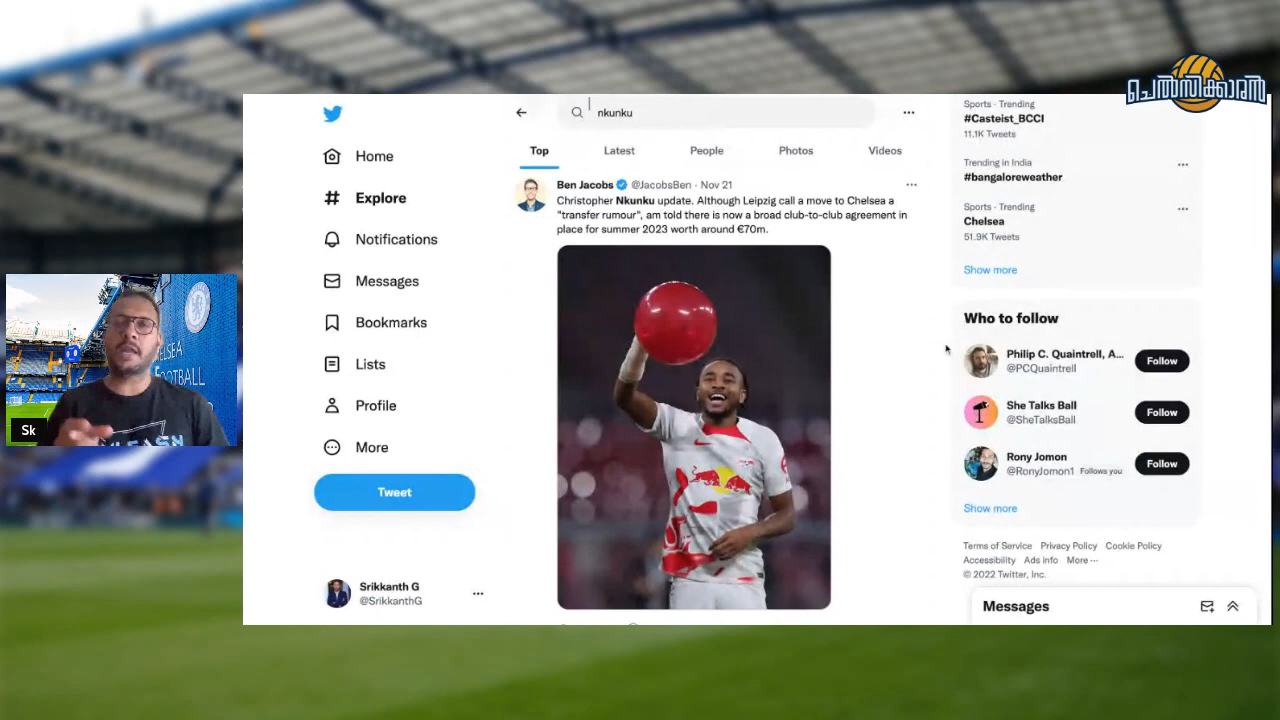 ചെൽസിക്കാരൻ
nkunku
Home
Explore
Notifications
Messages
Bookmarks
Lists
Profile
More
Tweet
Srikkanth G
@SrikkanthG
Top
Latest
People
Photos
Videos
Ben Jacobs @JacobsBen · Nov 21
Christopher Nkunku update. Although Leipzig call a move to Chelsea a
"transfer rumour", am told there is now a broad club-to-club agreement in
place for summer 2023 worth around €70m.
Sports · Trending
#Casteist_BCCI
11.1K Tweets
Trending in India
#bangaloreweather
Sports · Trending
Chelsea
51.9K Tweets
Show more
Who to follow
Philip C. Quaintrell, A...
@PCQuaintrell
Follow
She Talks Ball
@SheTalksBall
Follow
Rony Jomon
@RonyJomon1 Follows you
Follow
Show more
Terms of Service Privacy Policy Cookie Policy
Accessibility Ads info More ···
© 2022 Twitter, Inc.
Messages
Sk